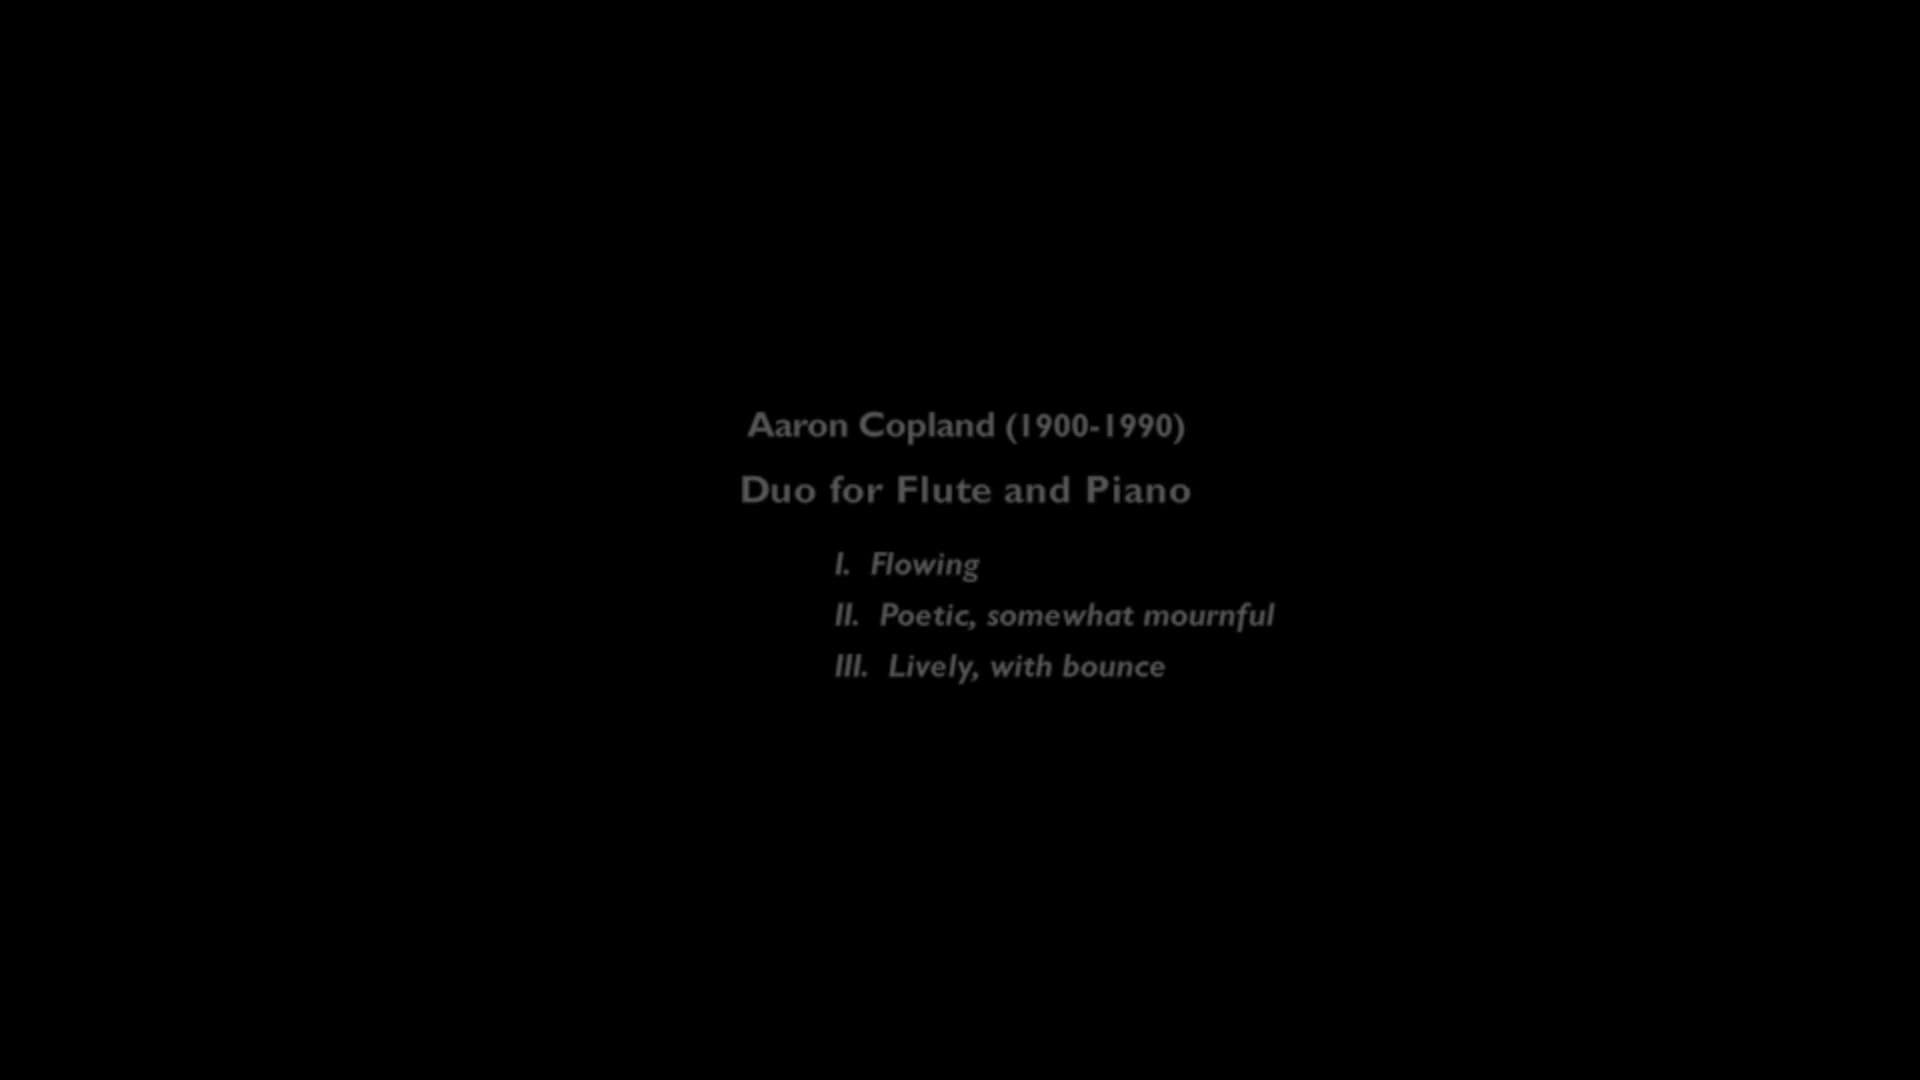 Aaron Copland (1900-1990)
Duo for Flute and Piano
I. Flowing
II. Poetic, somewhat mournful
III. Lively, with bounce